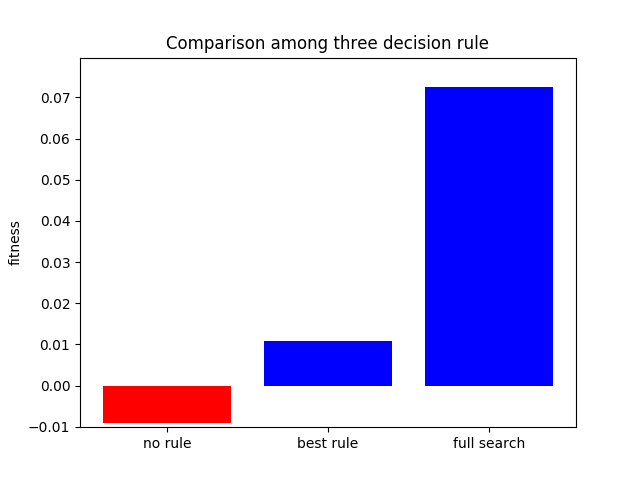 Comparison among three decision rule
fitness
0.07
0.06
0.05
0.04
0.03
0.02
0.01
0.00
−0.01
no rule
best rule
full search